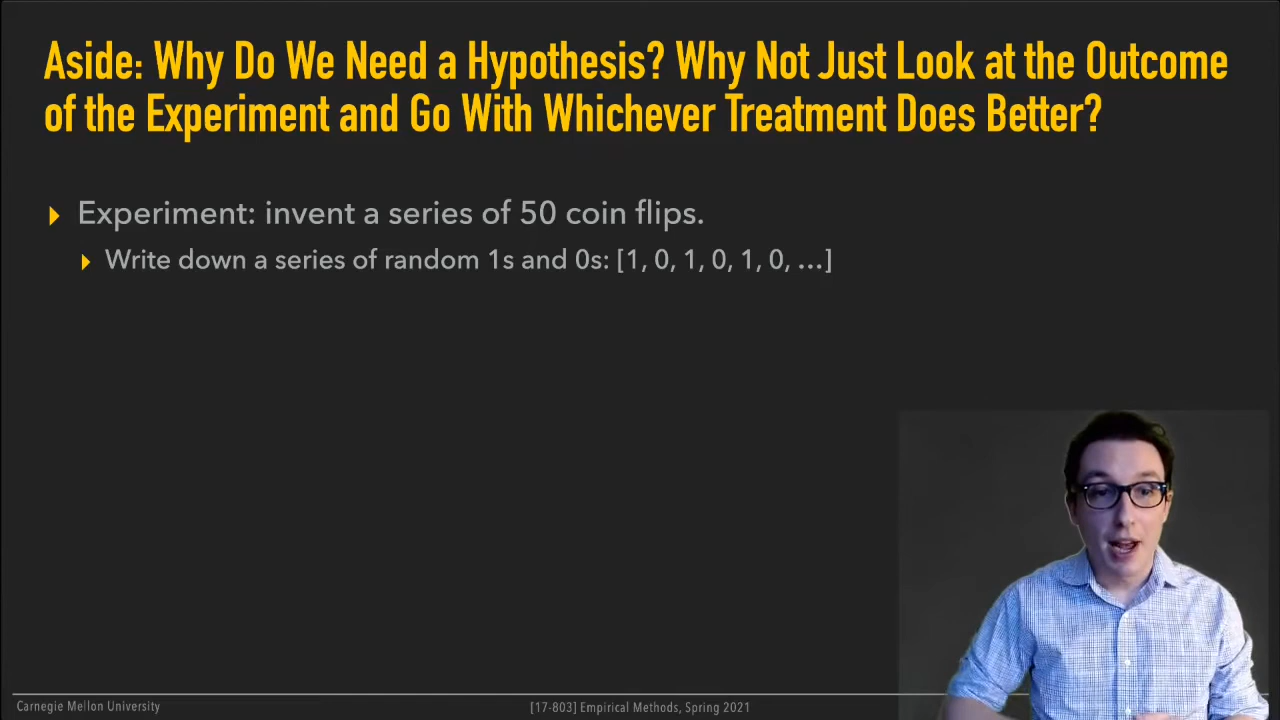 Aside: Why Do We Need a Hypothesis? Why Not Just Look at the Outcome
of the Experiment and Go With Whichever Treatment Does Better?
Experiment: invent a series of 50 coin flips.
Write down a series of random 1s and 0s: [1, 0, 1, 0, 1, 0, …]
Carnegie Mellon University
[17-803] Empirical Methods, Spring 2021